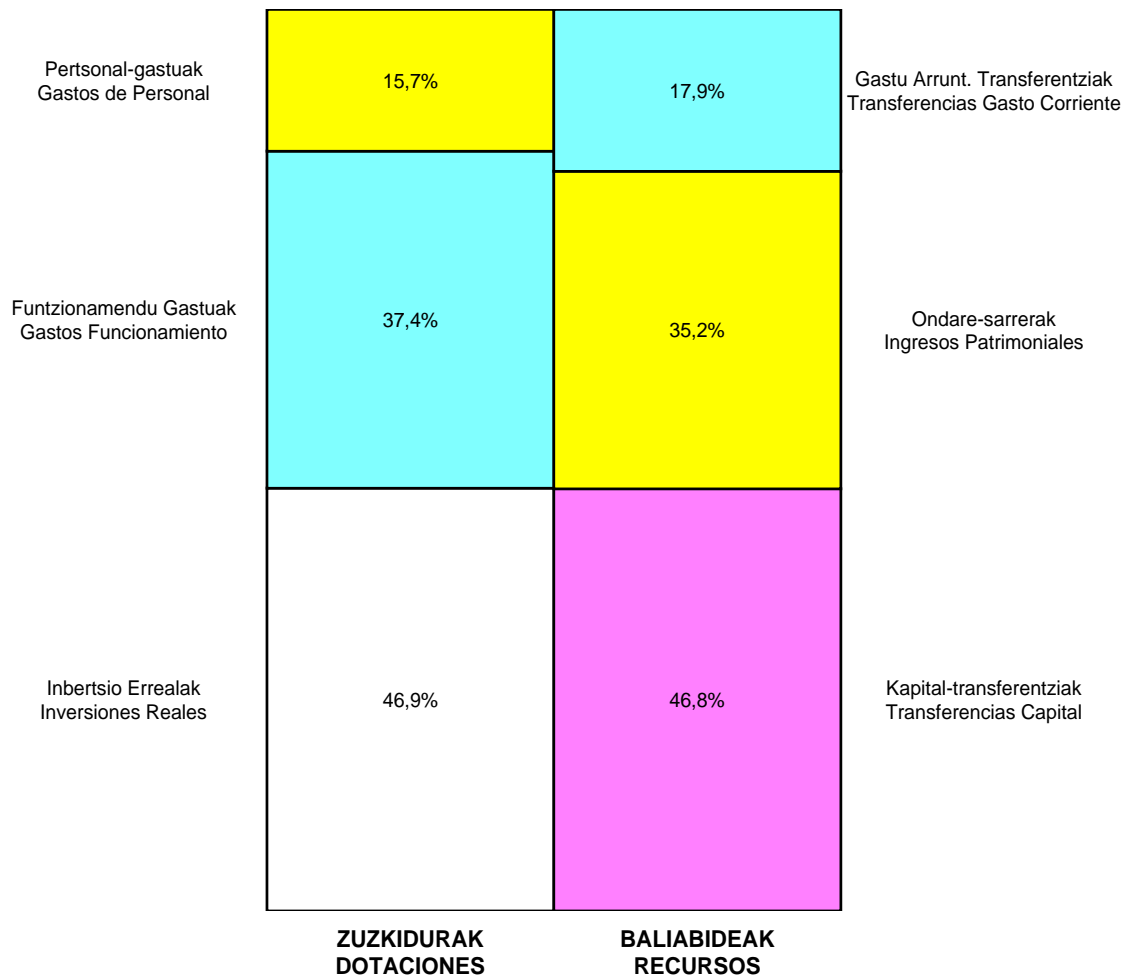 Pertsonal-gastuak
Gastos de Personal
15,7%
17,9%
Gastu Arrunt. Transferentziak
Transferencias Gasto Corriente
Funtzionamendu Gastuak
Gastos Funcionamiento
37,4%
35,2%
Ondare-sarrerak
Ingresos Patrimoniales
Inbertsio Errealak
Inversiones Reales
46,9%
46,8%
Kapital-transferentziak
Transferencias Capital
ZUZKIDURAK
DOTACIONES
BALIABIDEAK
RECURSOS